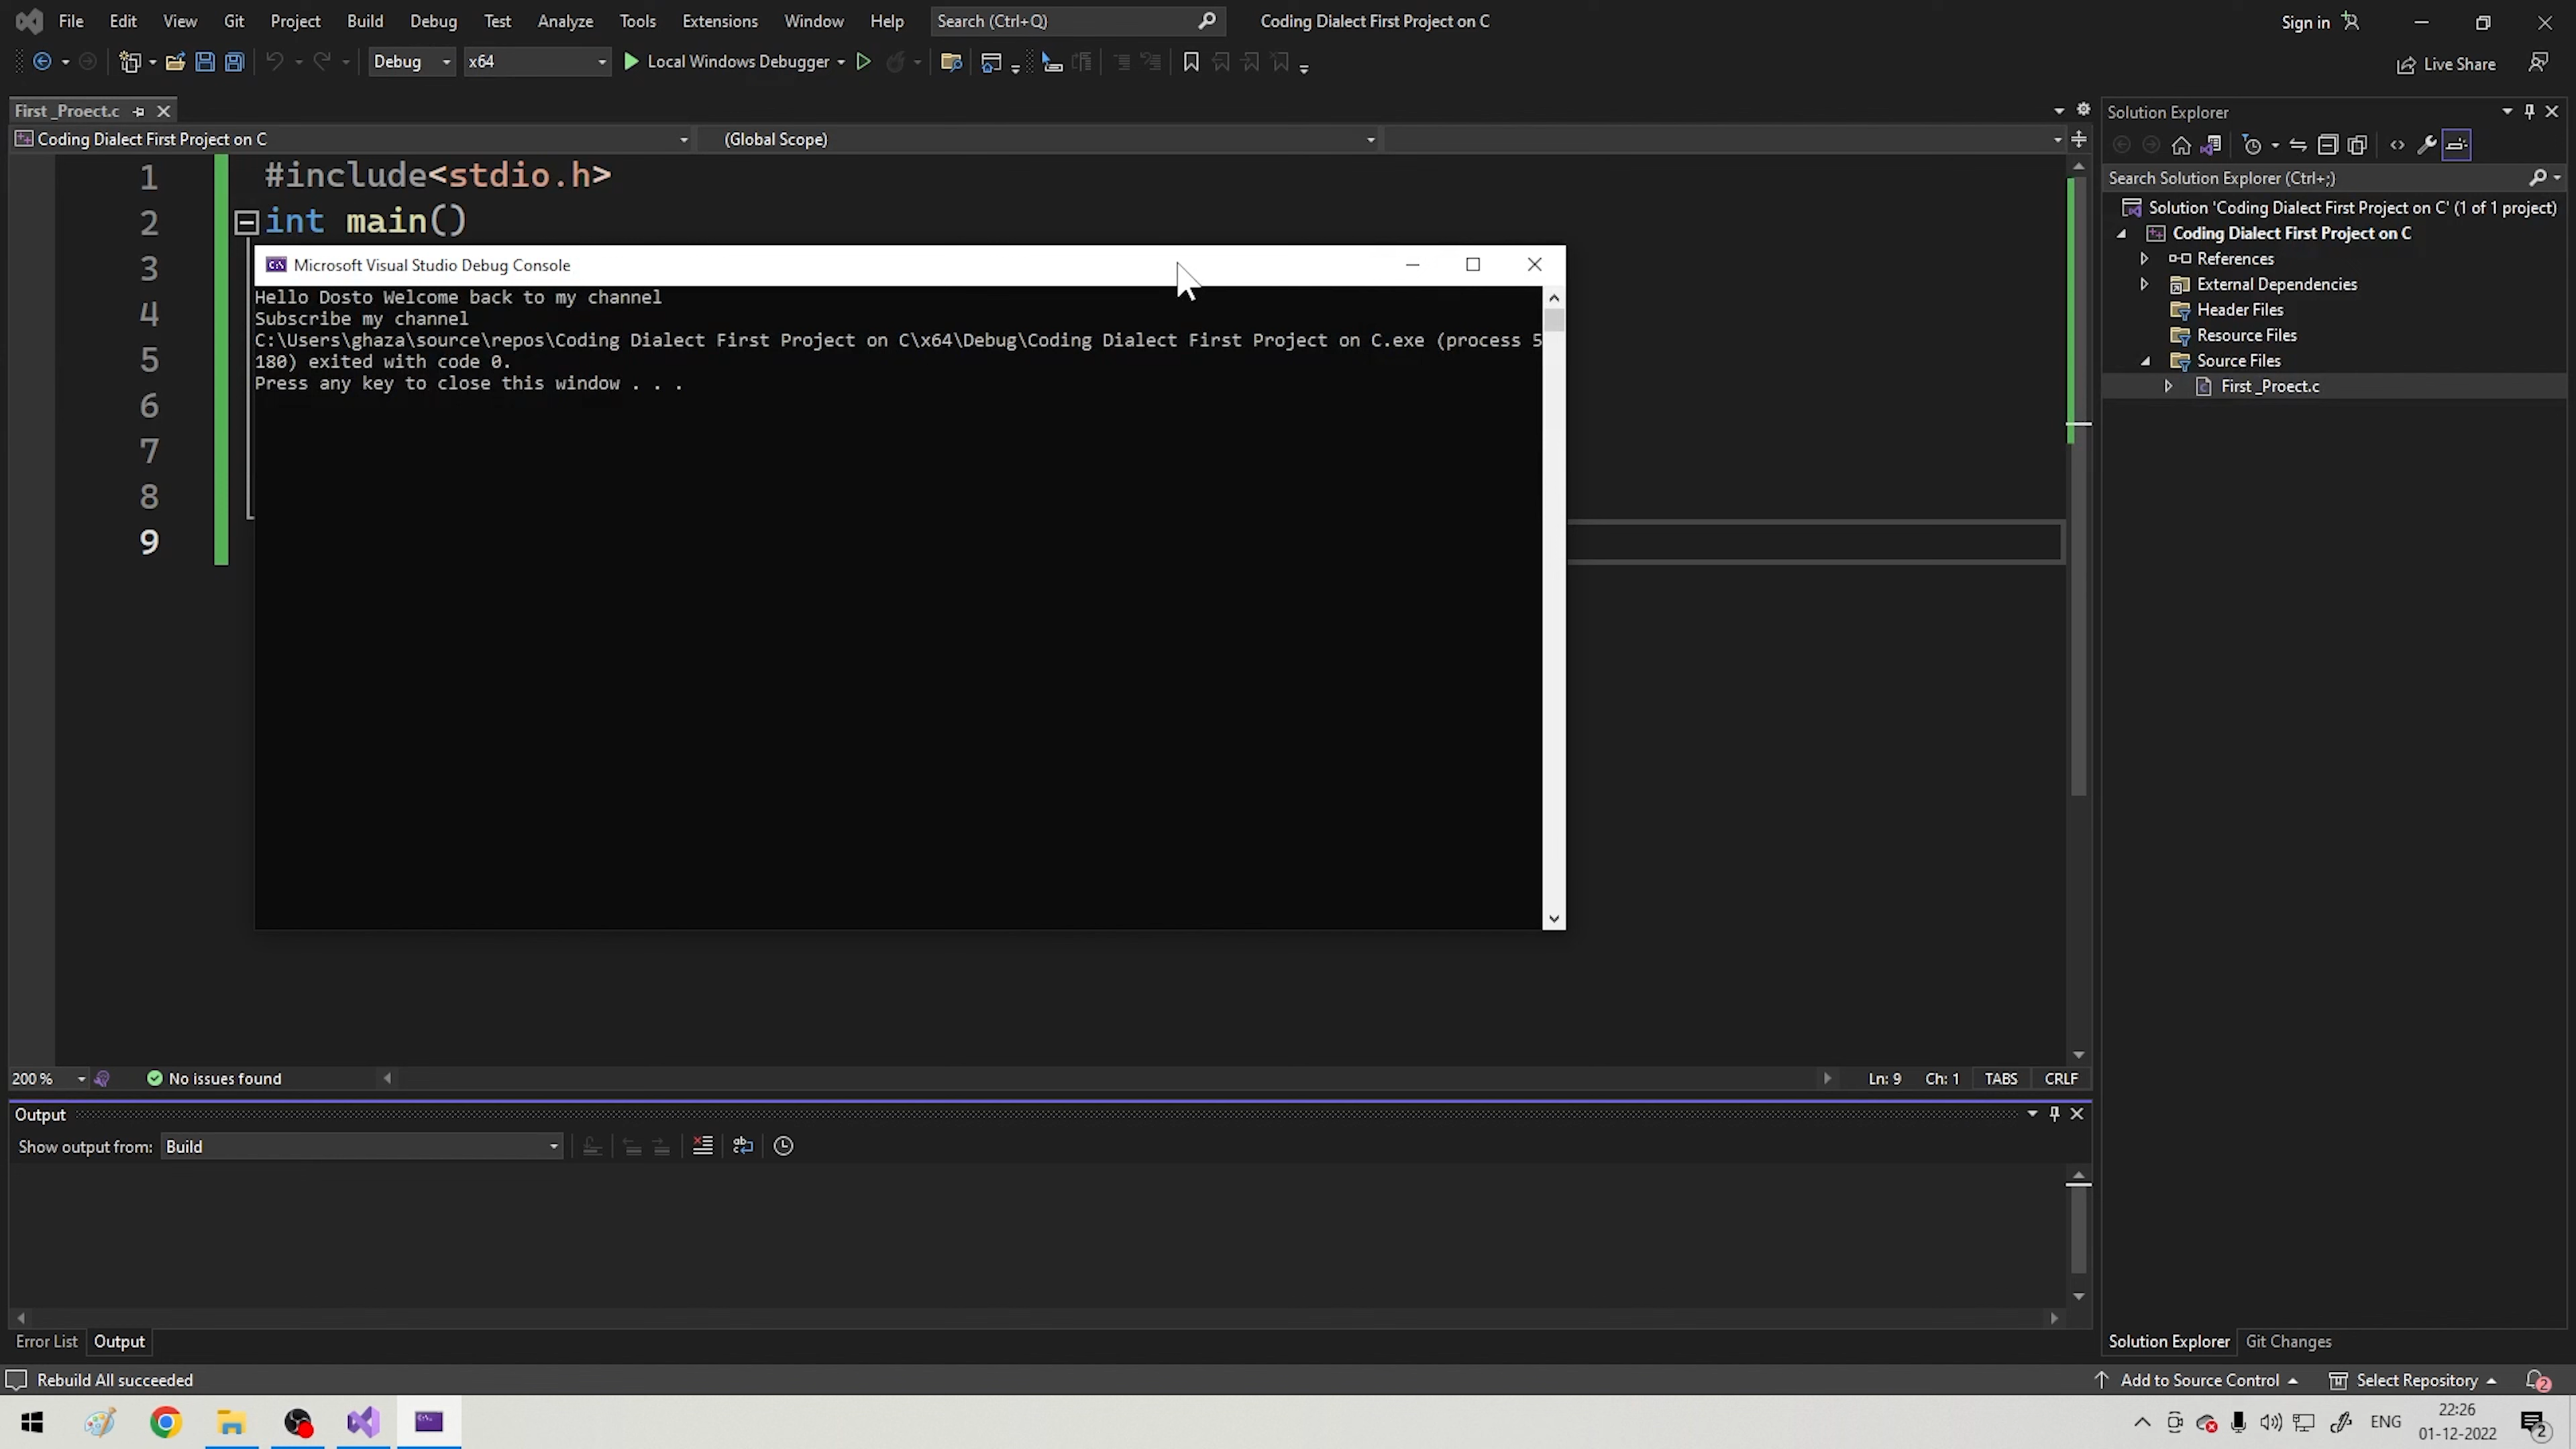 File Edit View Git Project Build Debug Test Analyze Tools Extensions Window Help Search (Ctrl+Q) Coding Dialect First Project on C Sign in
Debug x64 Local Windows Debugger Live Share
First _Proect.c
Coding Dialect First Project on C (Global Scope)
1 #include<stdio.h>
2 int main()
3
4
5
6
7
8
9
Microsoft Visual Studio Debug Console
Hello Dosto Welcome back to my channel
Subscribe my channel
C:\Users\ghaza\source\repos\Coding Dialect First Project on C\x64\Debug\Coding Dialect First Project on C.exe (process 5
180) exited with code 0.
Press any key to close this window . . .
200 % No issues found Ln: 9 Ch: 1 TABS CRLF
Output
Show output from: Build
Error List Output
Solution Explorer
Search Solution Explorer (Ctrl+;)
Solution 'Coding Dialect First Project on C' (1 of 1 project)
Coding Dialect First Project on C
References
External Dependencies
Header Files
Resource Files
Source Files
First _Proect.c
Solution Explorer Git Changes
Rebuild All succeeded Add to Source Control Select Repository 2
ENG 22:26
01-12-2022 2